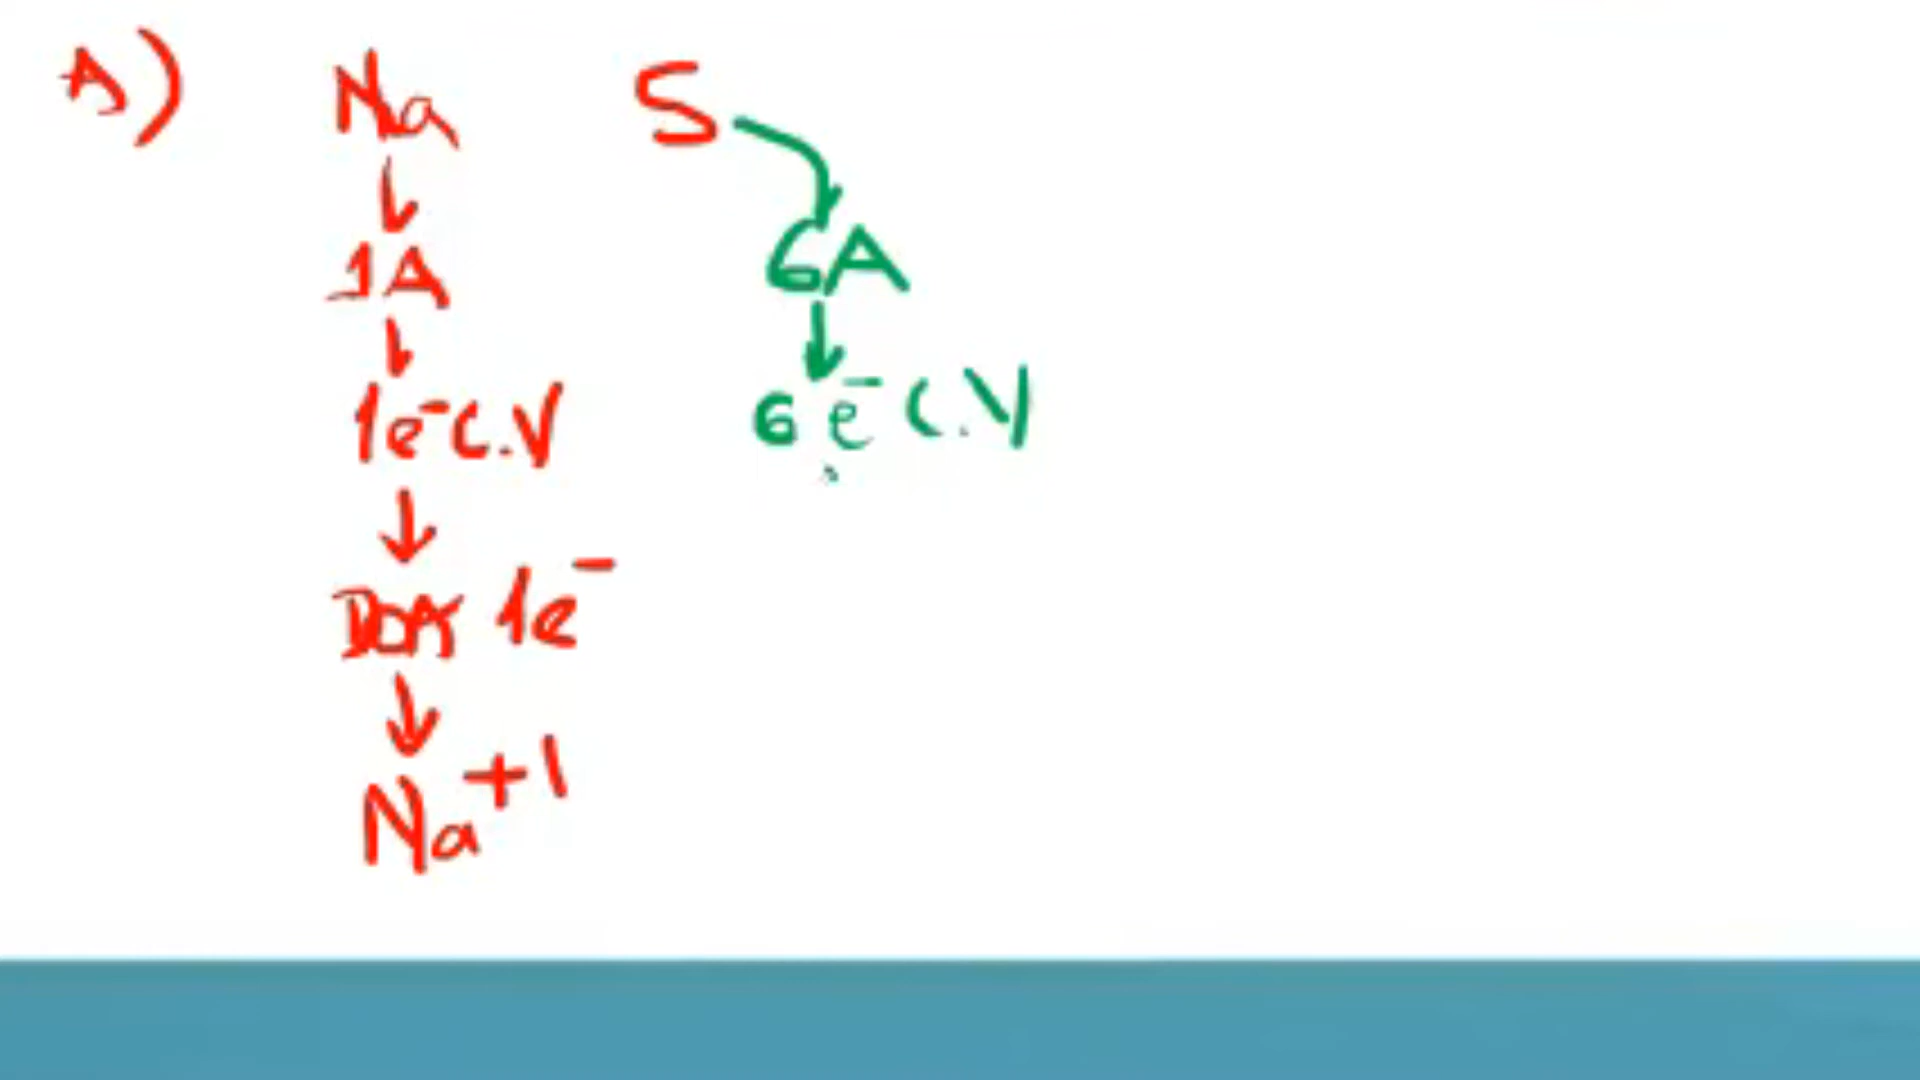 A) Na S
1A 6A
1e⁻ C.V 6 e⁻ C.V
DOA 1e⁻
Na⁺¹